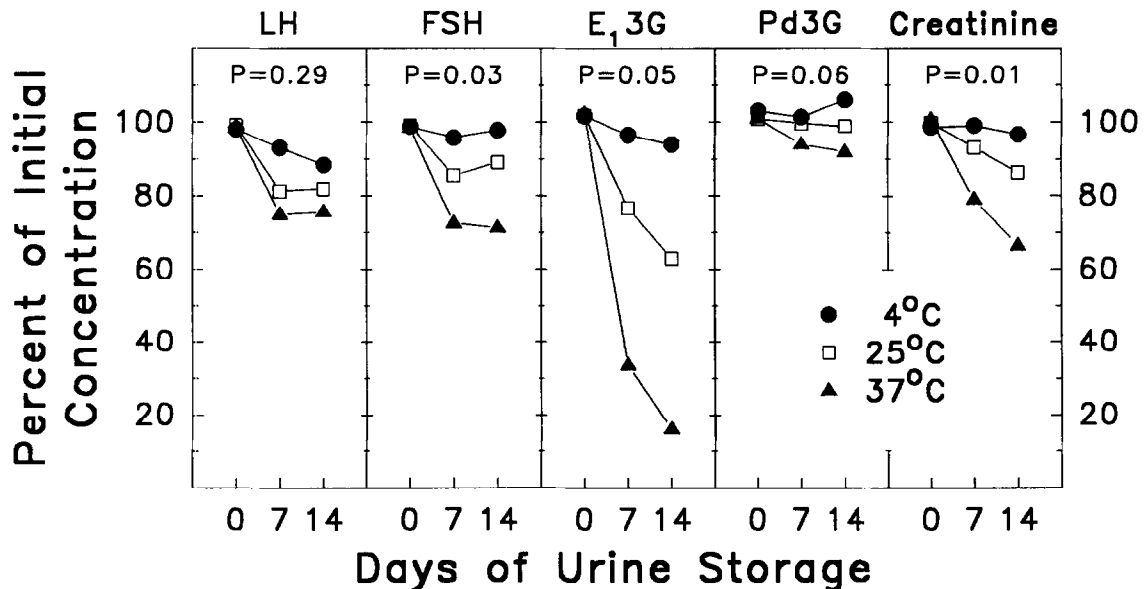 LH FSH E₁3G Pd3G Creatinine
P=0.29 P=0.03 P=0.05 P=0.06 P=0.01
Percent of Initial
Concentration
100 100
80 80
60 60
40 40
20 20
4°C
25°C
37°C
0 7 14 0 7 14 0 7 14 0 7 14 0 7 14
Days of Urine Storage